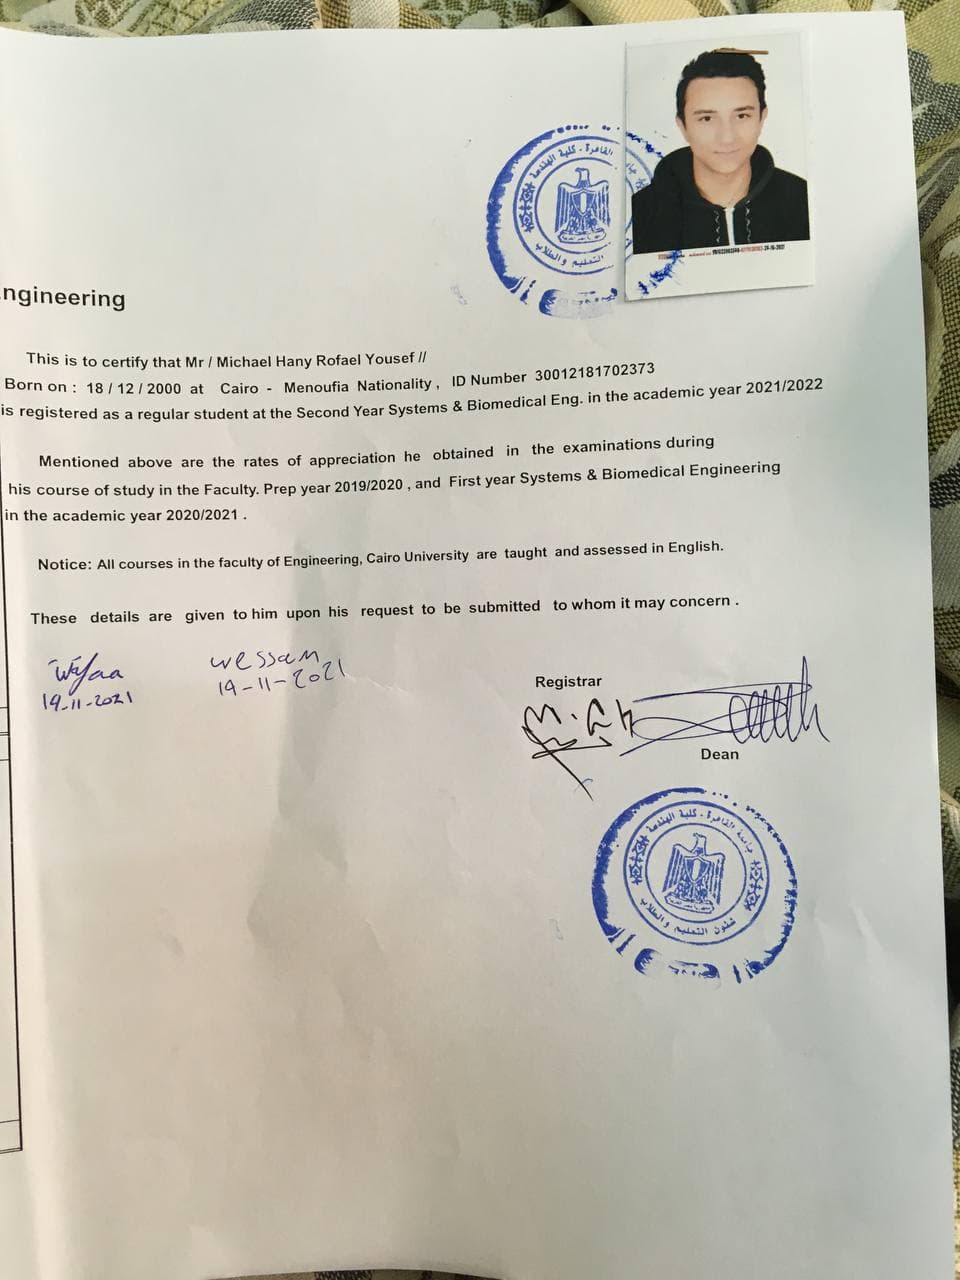 جامعة القاهرة - كلية الهندسة
التعليم والطلاب
ngineering
This is to certify that Mr / Michael Hany Rofael Yousef //
Born on : 18 / 12 / 2000 at Cairo - Menoufia Nationality , ID Number 30012181702373
is registered as a regular student at the Second Year Systems & Biomedical Eng. in the academic year 2021/2022
Mentioned above are the rates of appreciation he obtained in the examinations during
his course of study in the Faculty. Prep year 2019/2020 , and First year Systems & Biomedical Engineering
in the academic year 2020/2021 .
Notice: All courses in the faculty of Engineering, Cairo University are taught and assessed in English.
These details are given to him upon his request to be submitted to whom it may concern .
Wafaa wessam
19-11-2021 19-11-2021
Registrar
Dean
جامعة القاهرة - كلية الهندسة
شئون التعليم والطلاب